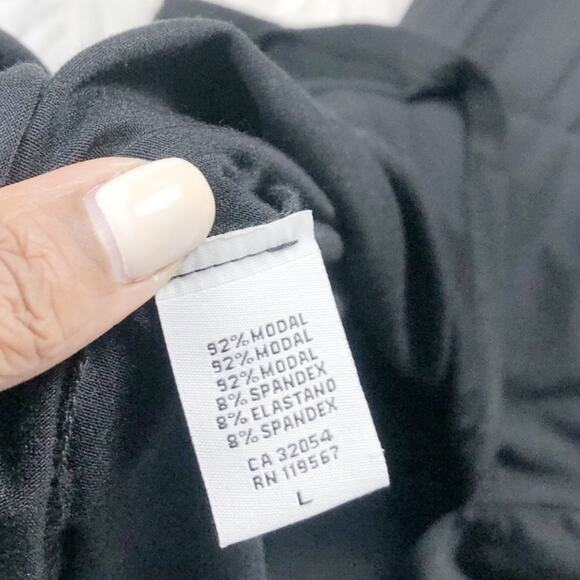 92% MODAL
92% MODAL
92% MODAL
8% SPANDEX
8% ELASTANO
8% SPANDEX
CA 32054
RN 119567
L